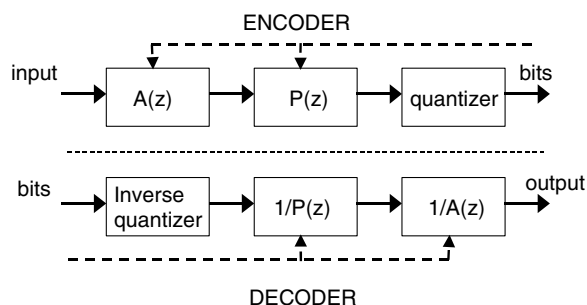 ENCODER
input
A(z)
P(z)
quantizer
bits
bits
Inverse
quantizer
1/P(z)
1/A(z)
output
DECODER